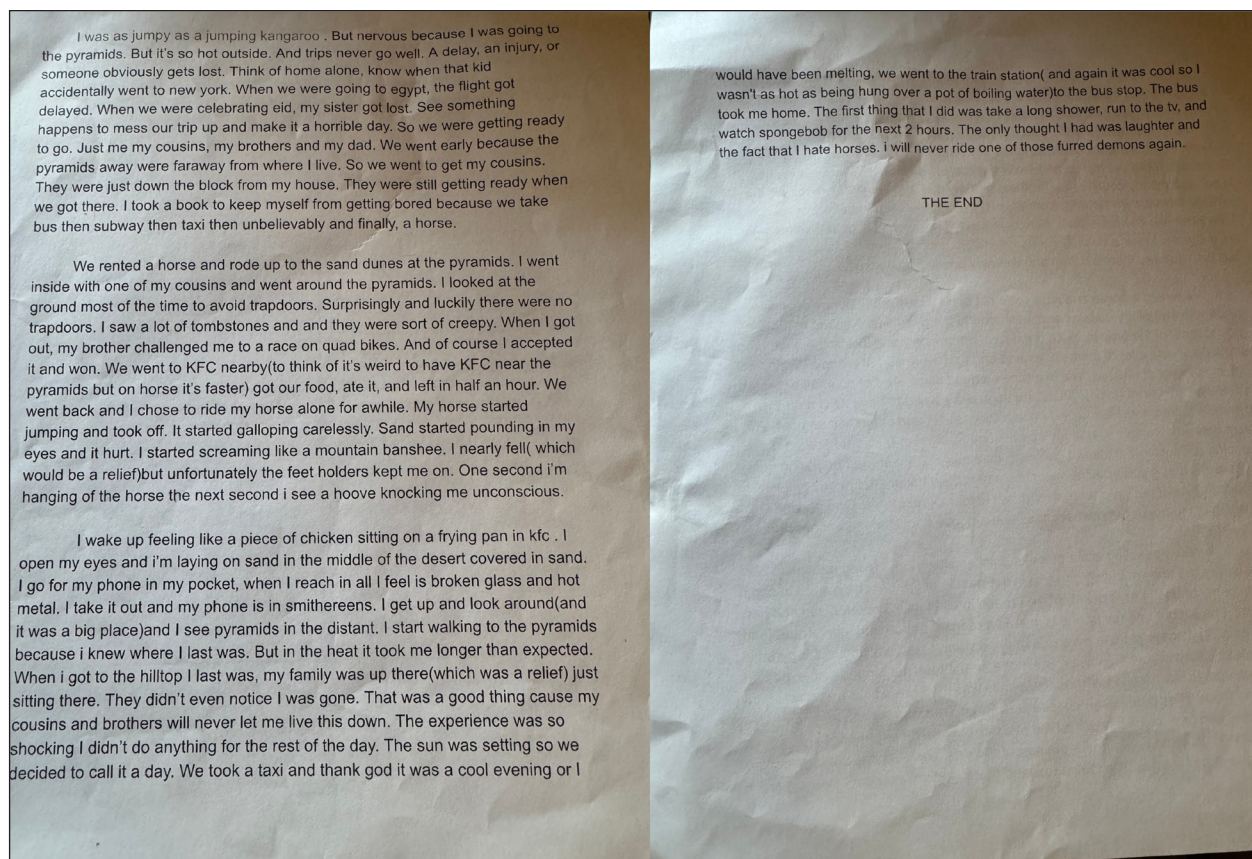 I was as jumpy as a jumping kangaroo . But nervous because I was going to
the pyramids. But it's so hot outside. And trips never go well. A delay, an injury, or
someone obviously gets lost. Think of home alone, know when that kid
accidentally went to new york. When we were going to egypt, the flight got
delayed. When we were celebrating eid, my sister got lost. See something
happens to mess our trip up and make it a horrible day. So we were getting ready
to go. Just me my cousins, my brothers and my dad. We went early because the
pyramids away were faraway from where I live. So we went to get my cousins.
They were just down the block from my house. They were still getting ready when
we got there. I took a book to keep myself from getting bored because we take
bus then subway then taxi then unbelievably and finally, a horse.
We rented a horse and rode up to the sand dunes at the pyramids. I went
inside with one of my cousins and went around the pyramids. I looked at the
ground most of the time to avoid trapdoors. Surprisingly and luckily there were no
trapdoors. I saw a lot of tombstones and and they were sort of creepy. When I got
out, my brother challenged me to a race on quad bikes. And of course I accepted
it and won. We went to KFC nearby(to think of it's weird to have KFC near the
pyramids but on horse it's faster) got our food, ate it, and left in half an hour. We
went back and I chose to ride my horse alone for awhile. My horse started
jumping and took off. It started galloping carelessly. Sand started pounding in my
eyes and it hurt. I started screaming like a mountain banshee. I nearly fell( which
would be a relief)but unfortunately the feet holders kept me on. One second i'm
hanging of the horse the next second i see a hoove knocking me unconscious.
I wake up feeling like a piece of chicken sitting on a frying pan in kfc . I
open my eyes and i'm laying on sand in the middle of the desert covered in sand.
I go for my phone in my pocket, when I reach in all I feel is broken glass and hot
metal. I take it out and my phone is in smithereens. I get up and look around(and
it was a big place)and I see pyramids in the distant. I start walking to the pyramids
because i knew where I last was. But in the heat it took me longer than expected.
When i got to the hilltop I last was, my family was up there(which was a relief) just
sitting there. They didn't even notice I was gone. That was a good thing cause my
cousins and brothers will never let me live this down. The experience was so
shocking I didn't do anything for the rest of the day. The sun was setting so we
decided to call it a day. We took a taxi and thank god it was a cool evening or I
would have been melting, we went to the train station( and again it was cool so I
wasn't as hot as being hung over a pot of boiling water)to the bus stop. The bus
took me home. The first thing that I did was take a long shower, run to the tv, and
watch spongebob for the next 2 hours. The only thought I had was laughter and
the fact that I hate horses. i will never ride one of those furred demons again.
THE END